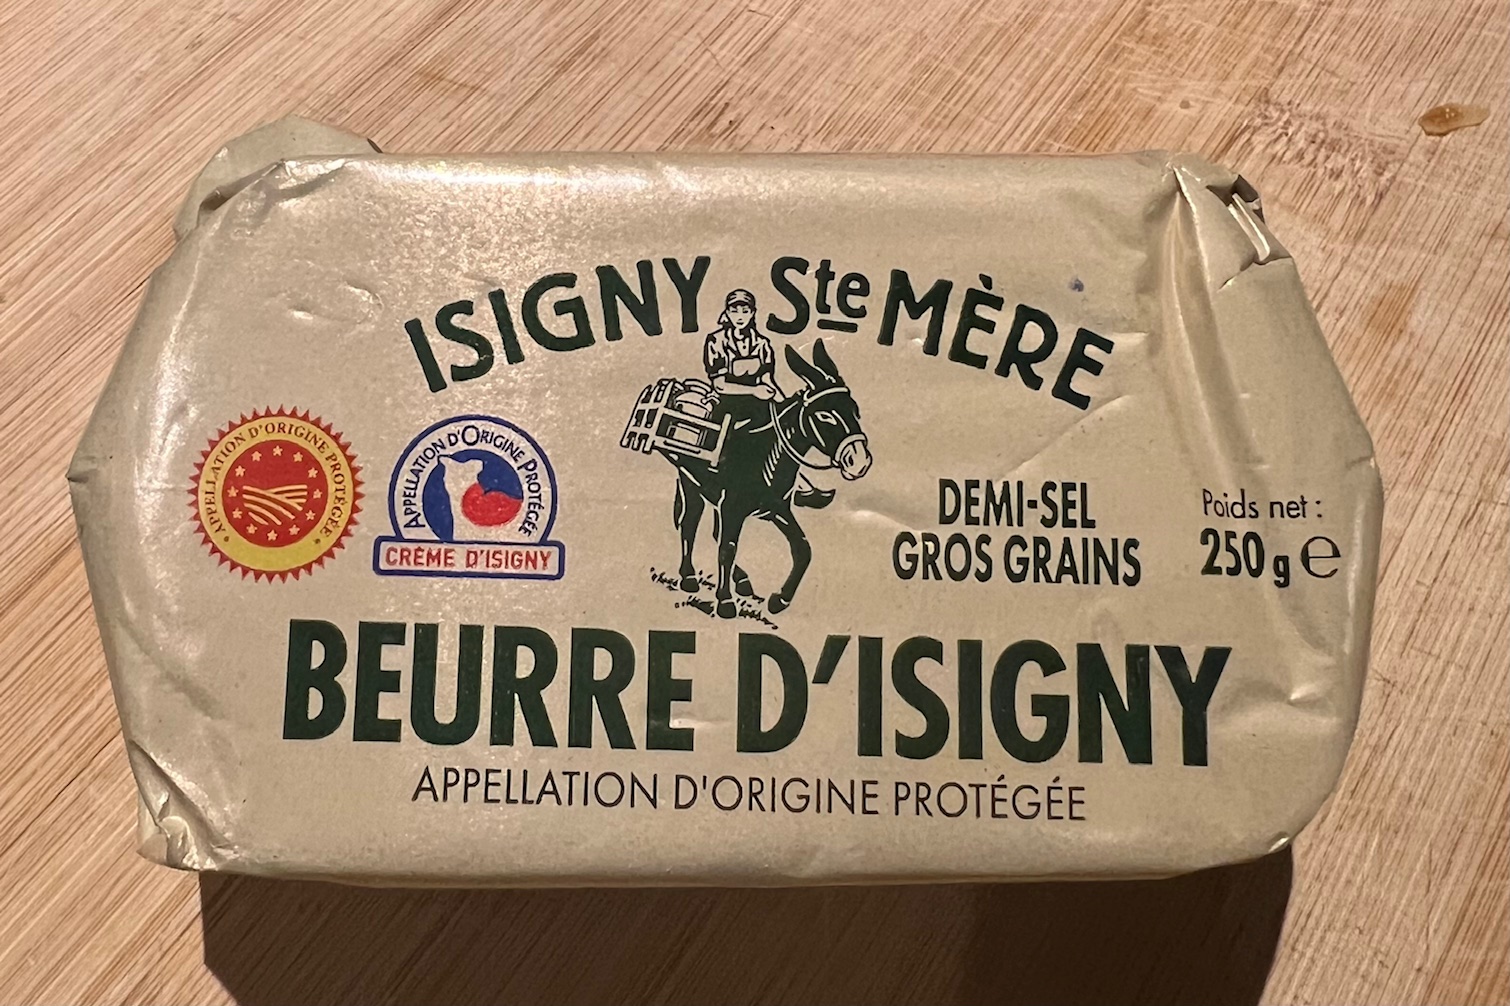 ISIGNY Ste MÈRE
APPELLATION D'ORIGINE PROTÉGÉE
APPELLATION D'ORIGINE PROTÉGÉE
CRÈME D'ISIGNY
DEMI-SEL
GROS GRAINS
Poids net :
250 g e
BEURRE D'ISIGNY
APPELLATION D'ORIGINE PROTÉGÉE